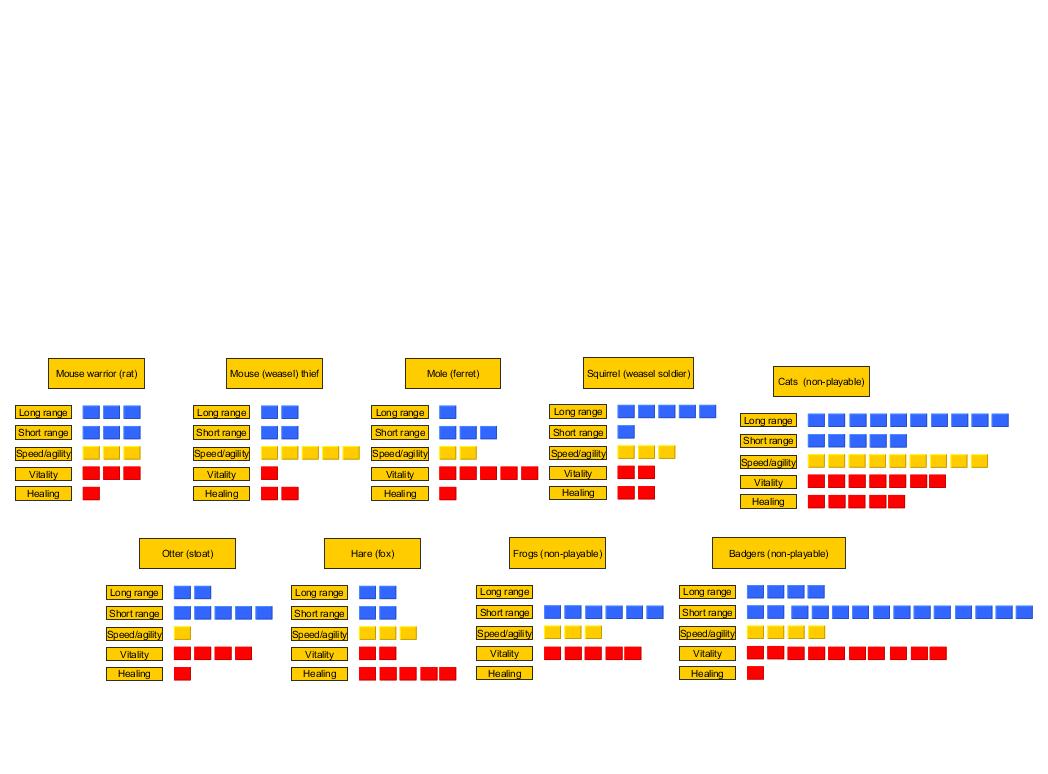 Mouse warrior (rat)
Long range
Short range
Speed/agility
Vitality
Healing
Mouse (weasel) thief
Long range
Short range
Speed/agility
Vitality
Healing
Mole (ferret)
Long range
Short range
Speed/agility
Vitality
Healing
Squirrel (weasel soldier)
Long range
Short range
Speed/agility
Vitality
Healing
Cats (non-playable)
Long range
Short range
Speed/agility
Vitality
Healing
Otter (stoat)
Long range
Short range
Speed/agility
Vitality
Healing
Hare (fox)
Long range
Short range
Speed/agility
Vitality
Healing
Frogs (non-playable)
Long range
Short range
Speed/agility
Vitality
Healing
Badgers (non-playable)
Long range
Short range
Speed/agility
Vitality
Healing